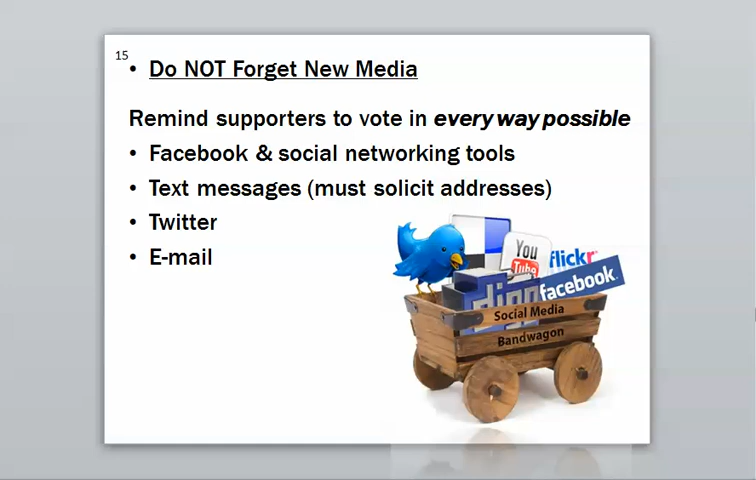 15
• Do NOT Forget New Media
Remind supporters to vote in every way possible
• Facebook & social networking tools
• Text messages (must solicit addresses)
• Twitter
• E-mail
You
Tube
flickr
digg
facebook.
Social Media
Bandwagon